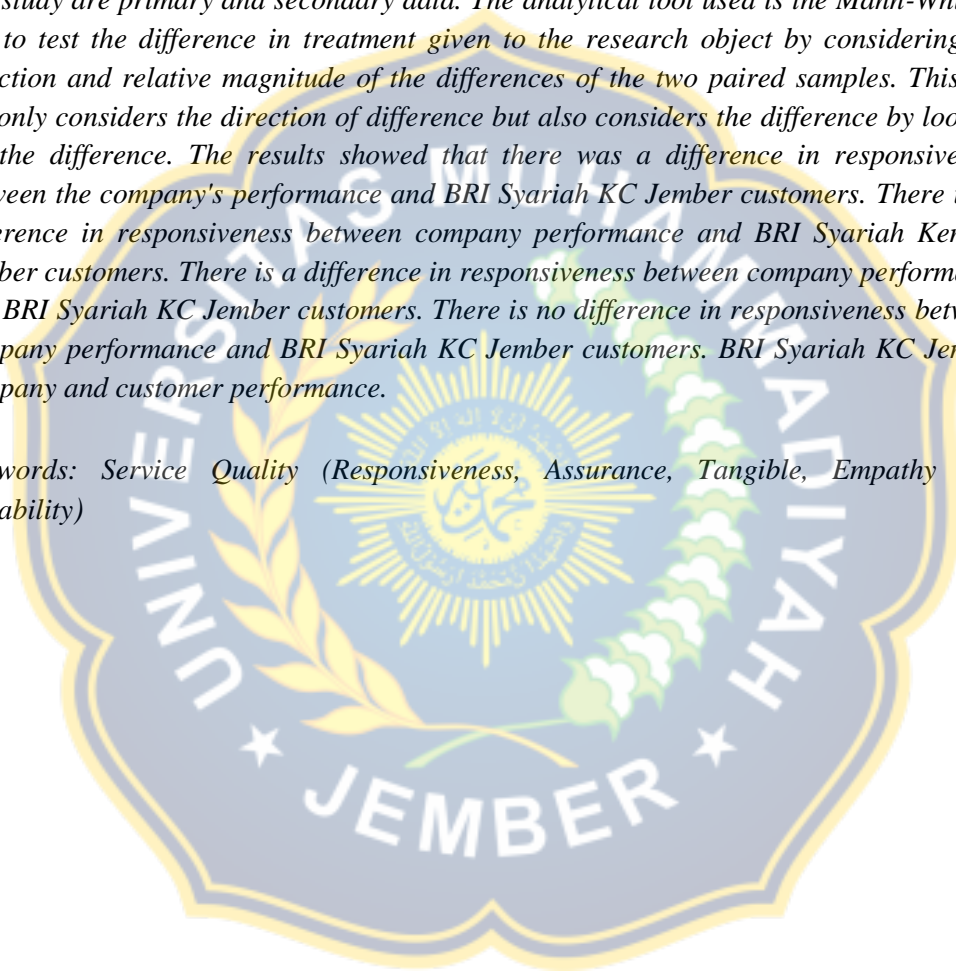 study are primary and secondary data. The analytical tool used is the Mann-Whi
to test the difference in treatment given to the research object by considering
ction and relative magnitude of the differences of the two paired samples. This
only considers the direction of difference but also considers the difference by loo
the difference. The results showed that there was a difference in responsive
ween the company's performance and BRI Syariah KC Jember customers. There i
erence in responsiveness between company performance and BRI Syariah Ken
ber customers. There is a difference in responsiveness between company performa
BRI Syariah KC Jember customers. There is no difference in responsiveness betw
pany performance and BRI Syariah KC Jember customers. BRI Syariah KC Jem
pany and customer performance.
words: Service Quality (Responsiveness, Assurance, Tangible, Empathy
ability)
UNIVERSITAS MUHAMMADIYAH
JEMBER